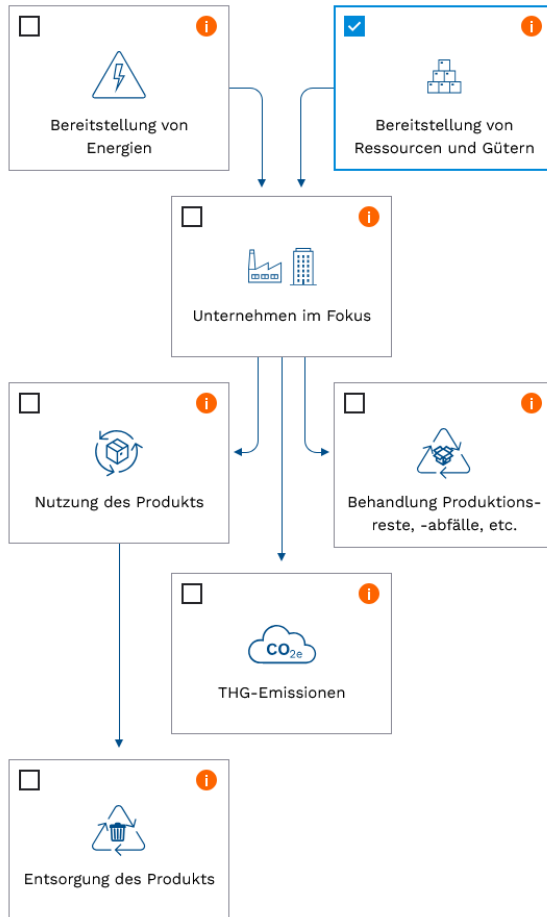 i
i
Bereitstellung von
Energien
Bereitstellung von
Ressourcen und Gütern
i
Unternehmen im Fokus
i
i
Nutzung des Produkts
Behandlung Produktions-
reste, -abfälle, etc.
i
CO2e
THG-Emissionen
i
Entsorgung des Produkts